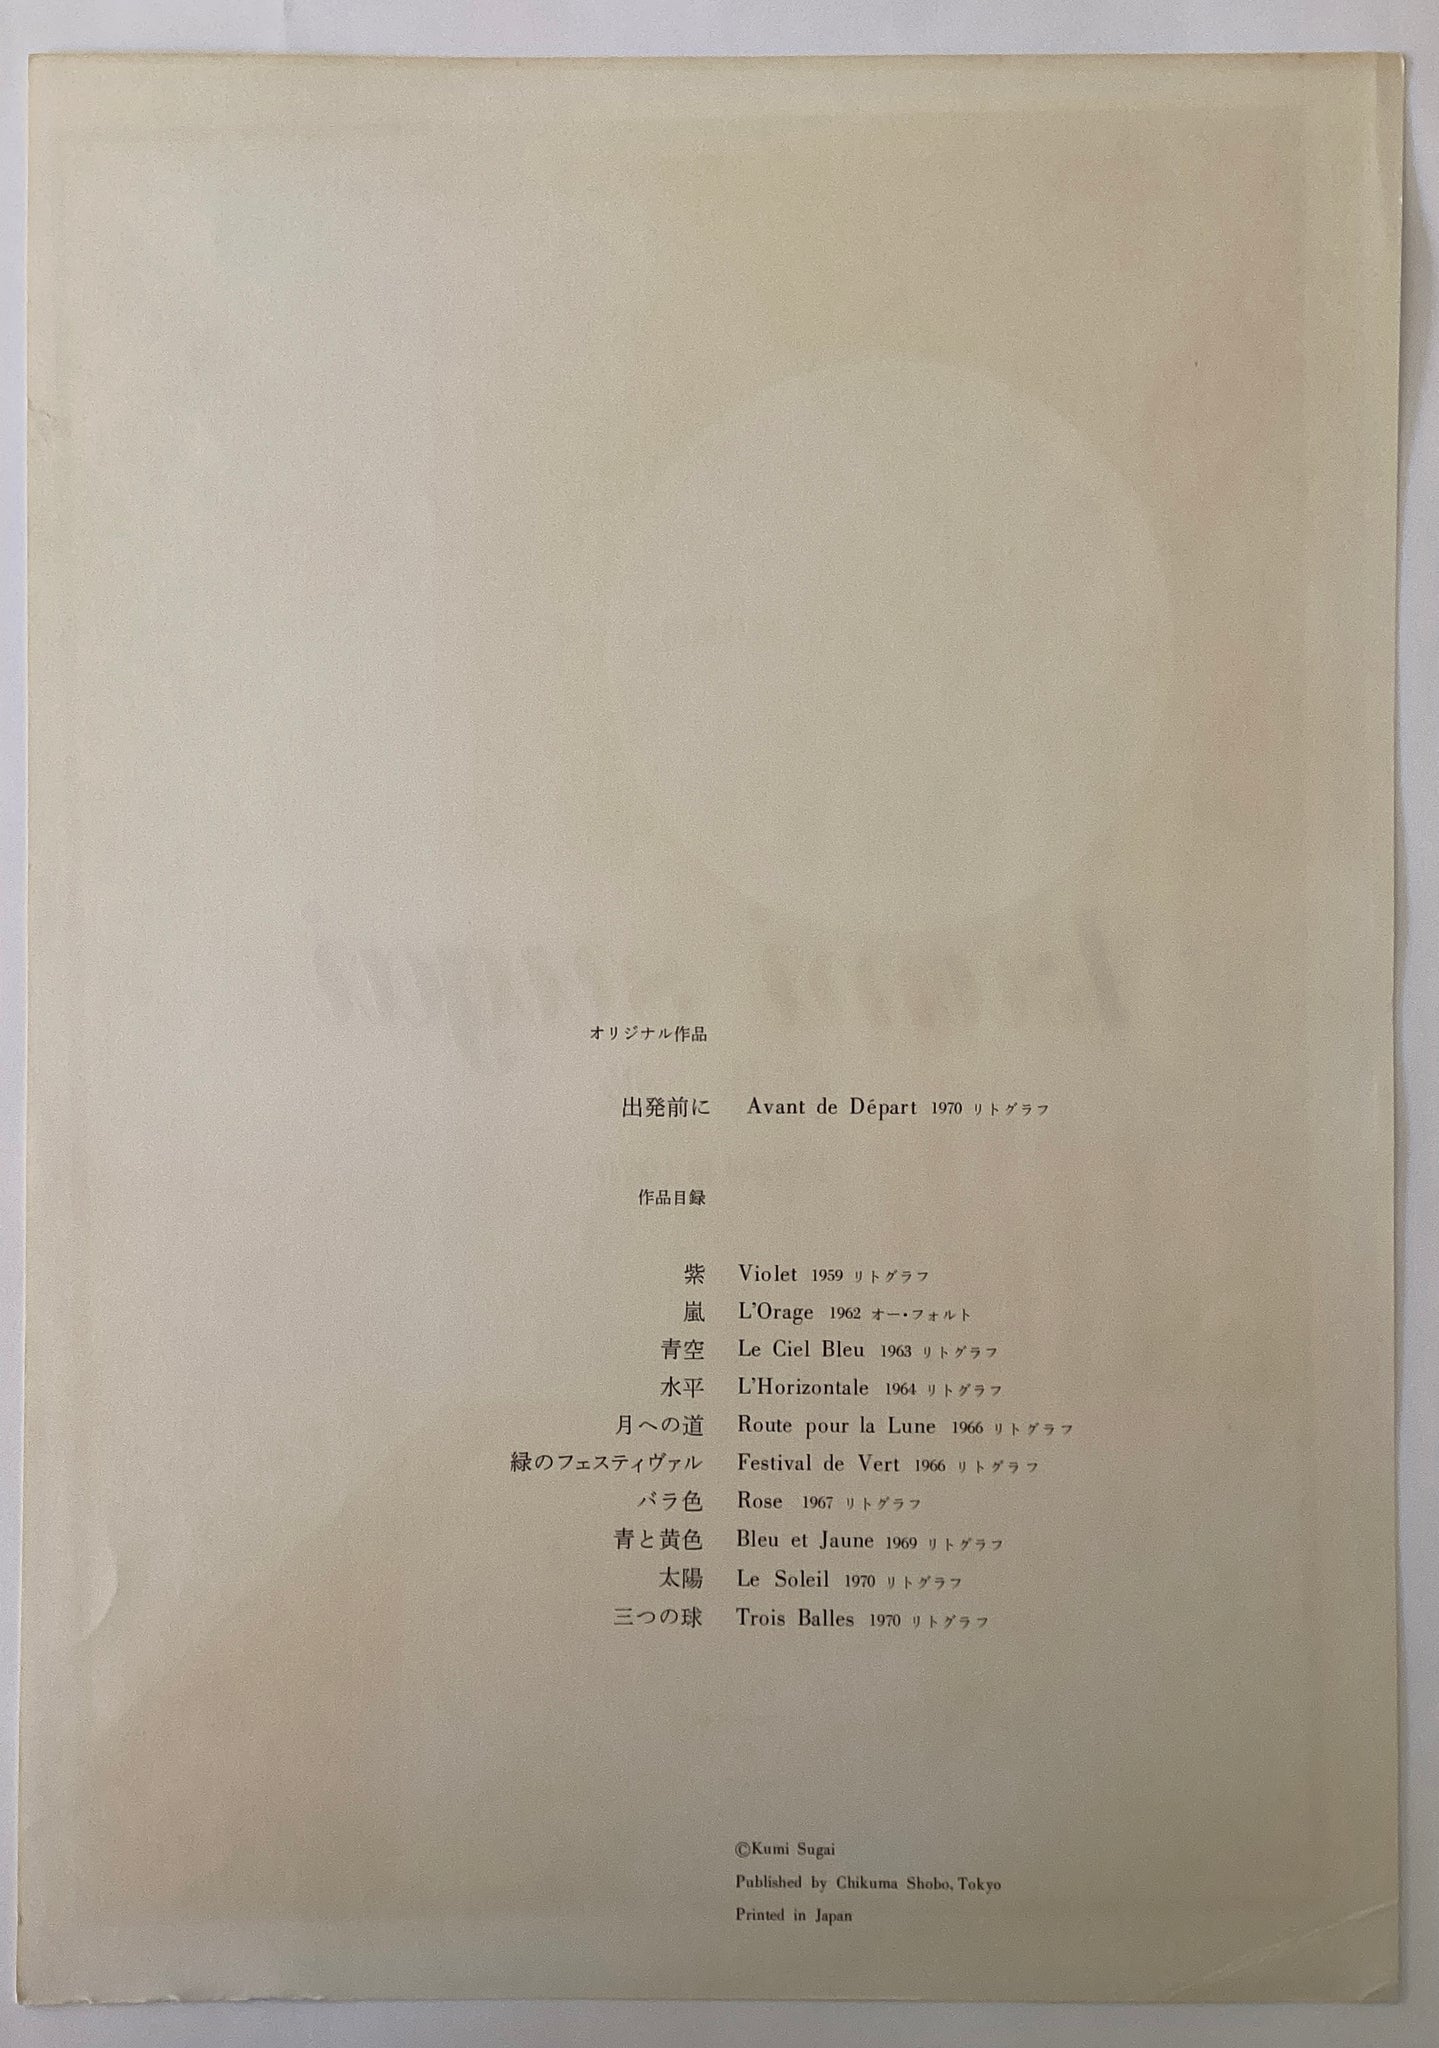 オリジナル作品
出発前に Avant de Départ 1970 リトグラフ
作品目録
紫 Violet 1959 リトグラフ
嵐 L'Orage 1962 オー・フォルト
青空 Le Ciel Bleu 1963 リトグラフ
水平 L'Horizontale 1964 リトグラフ
月への道 Route pour la Lune 1966 リトグラフ
緑のフェスティヴァル Festival de Vert 1966 リトグラフ
バラ色 Rose 1967 リトグラフ
青と黄色 Bleu et Jaune 1969 リトグラフ
太陽 Le Soleil 1970 リトグラフ
三つの球 Trois Balles 1970 リトグラフ
©Kumi Sugai
Published by Chikuma Shobo, Tokyo
Printed in Japan